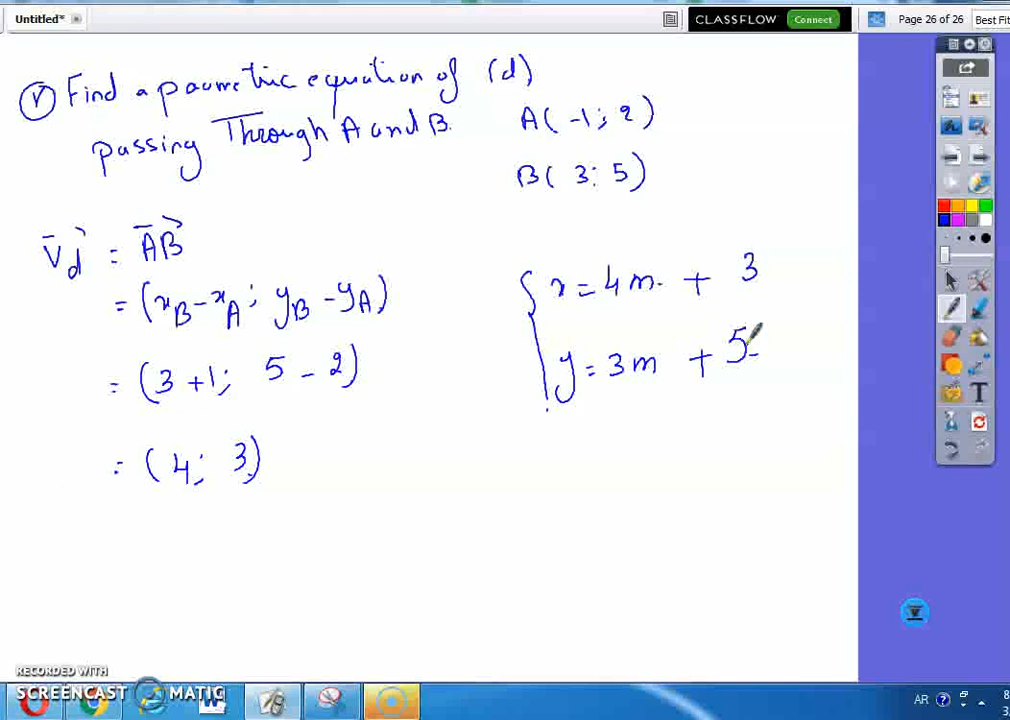 Untitled*
CLASSFLOW Connect
Page 26 of 26
Best Fit
V Find a parametric equation of (d)
passing Through A and B.
A( -1; 2)
B( 3; 5)
V⃗d = A⃗B
= (xB - xA ; yB - yA)
= (3 + 1; 5 - 2)
= (4; 3)
{ x = 4m + 3
y = 3m + 5
T
RECORDED WITH
SCREENCAST MATIC
W
AR
8
3